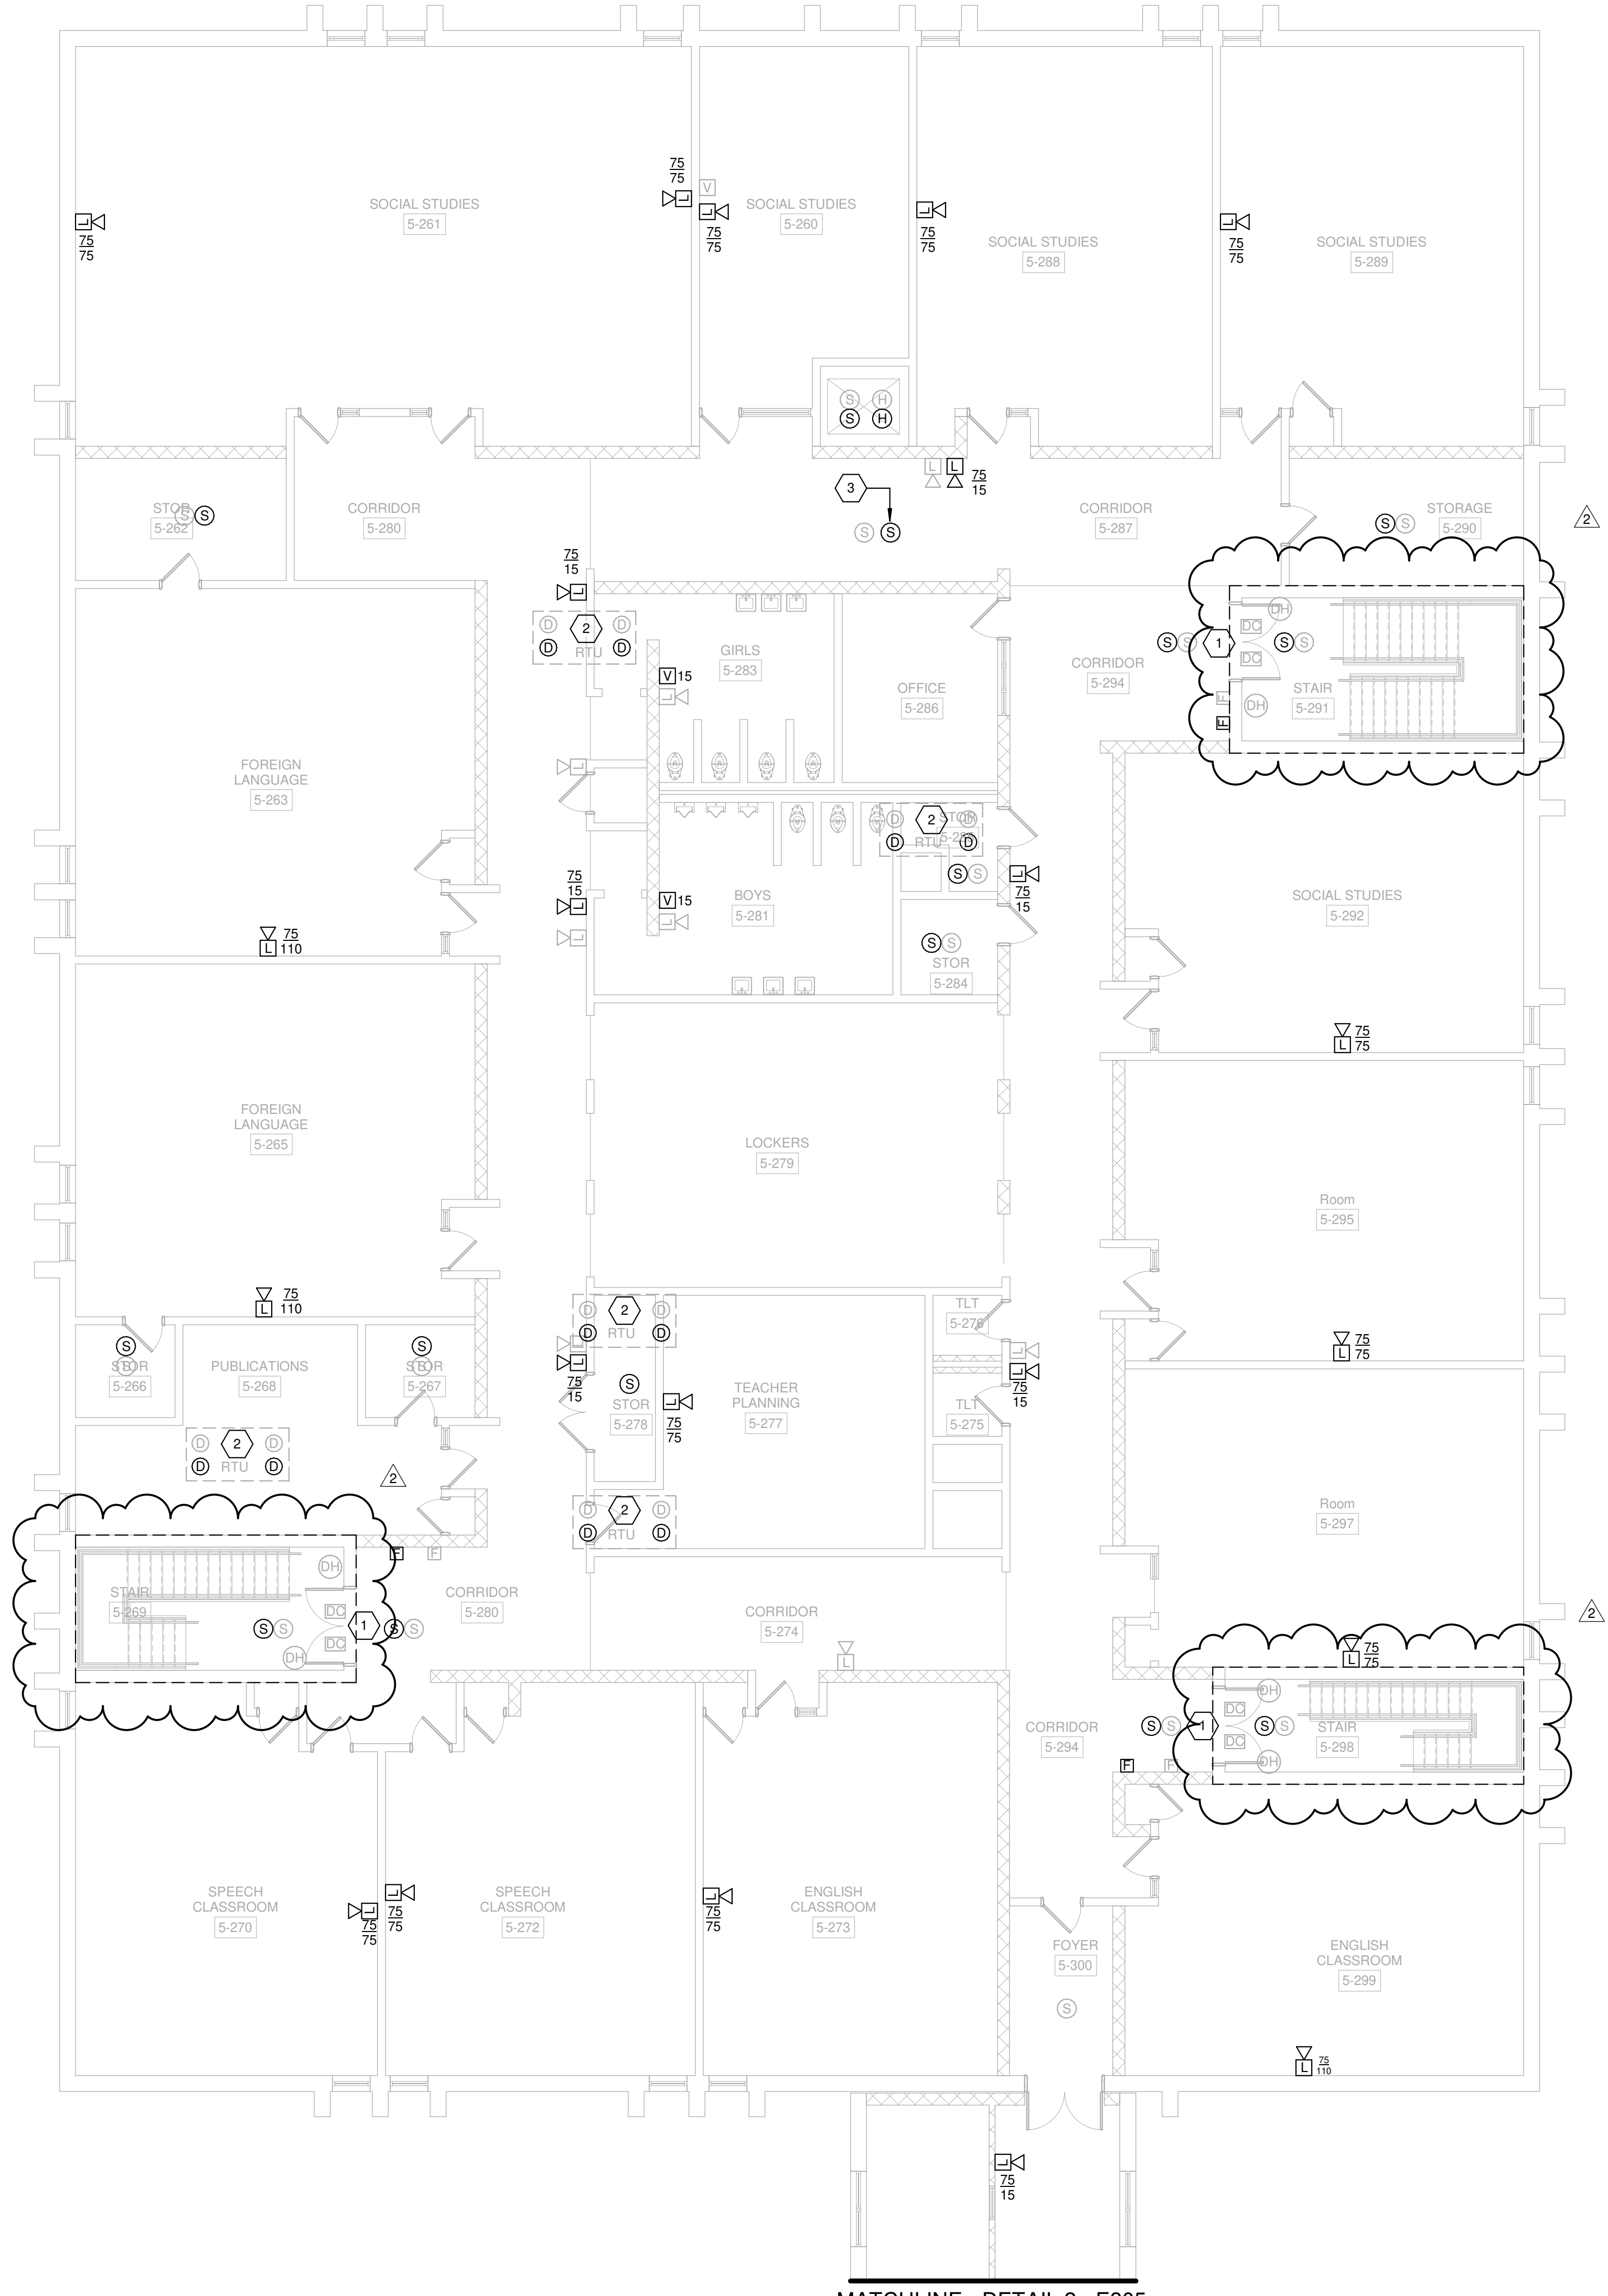 75
75
V
SOCIAL STUDIES
5-261
L
75
75
L
L
75
75
SOCIAL STUDIES
5-260
L
75
75
SOCIAL STUDIES
5-288
L
75
75
SOCIAL STUDIES
5-289
S
H
S
H
L
L
75
15
3
S
S
STOR
5-262
S
S
CORRIDOR
5-280
CORRIDOR
5-287
S
S
STORAGE
5-290
2
75
15
L
D
2
D
D
RTU
D
GIRLS
5-283
V
15
L
OFFICE
5-286
CORRIDOR
5-294
S
S
1
DH
DC
S
S
DC
F
F
DH
STAIR
5-291
FOREIGN
LANGUAGE
5-263
L
D
2
STOR
D
D
RTU
D
S
S
L
75
15
75
15
L
L
BOYS
5-281
V
15
L
S
S
STOR
5-284
SOCIAL STUDIES
5-292
75
110
L
75
75
L
FOREIGN
LANGUAGE
5-265
LOCKERS
5-279
Room
5-295
75
110
L
D
2
D
D
RTU
D
L
L
75
15
TLT
5-276
L
L
75
15
75
75
L
S
S
STOR
5-266
PUBLICATIONS
5-268
S
S
STOR
5-267
S
STOR
5-278
L
75
75
TEACHER
PLANNING
5-277
TLT
5-275
D
2
D
D
RTU
D
2
D
2
D
D
RTU
D
Room
5-297
F
F
DH
STAIR
5-269
DC
S
S
1
S
S
DC
DH
CORRIDOR
5-280
CORRIDOR
5-274
L
2
75
75
L
DH
DC
S
S
1
S
S
DC
DH
STAIR
5-298
CORRIDOR
5-294
F
F
SPEECH
CLASSROOM
5-270
L
75
75
L
75
75
SPEECH
CLASSROOM
5-272
L
75
75
ENGLISH
CLASSROOM
5-273
FOYER
5-300
S
ENGLISH
CLASSROOM
5-299
75
110
L
L
75
15
MATCHLINE - DETAIL 2 - E205